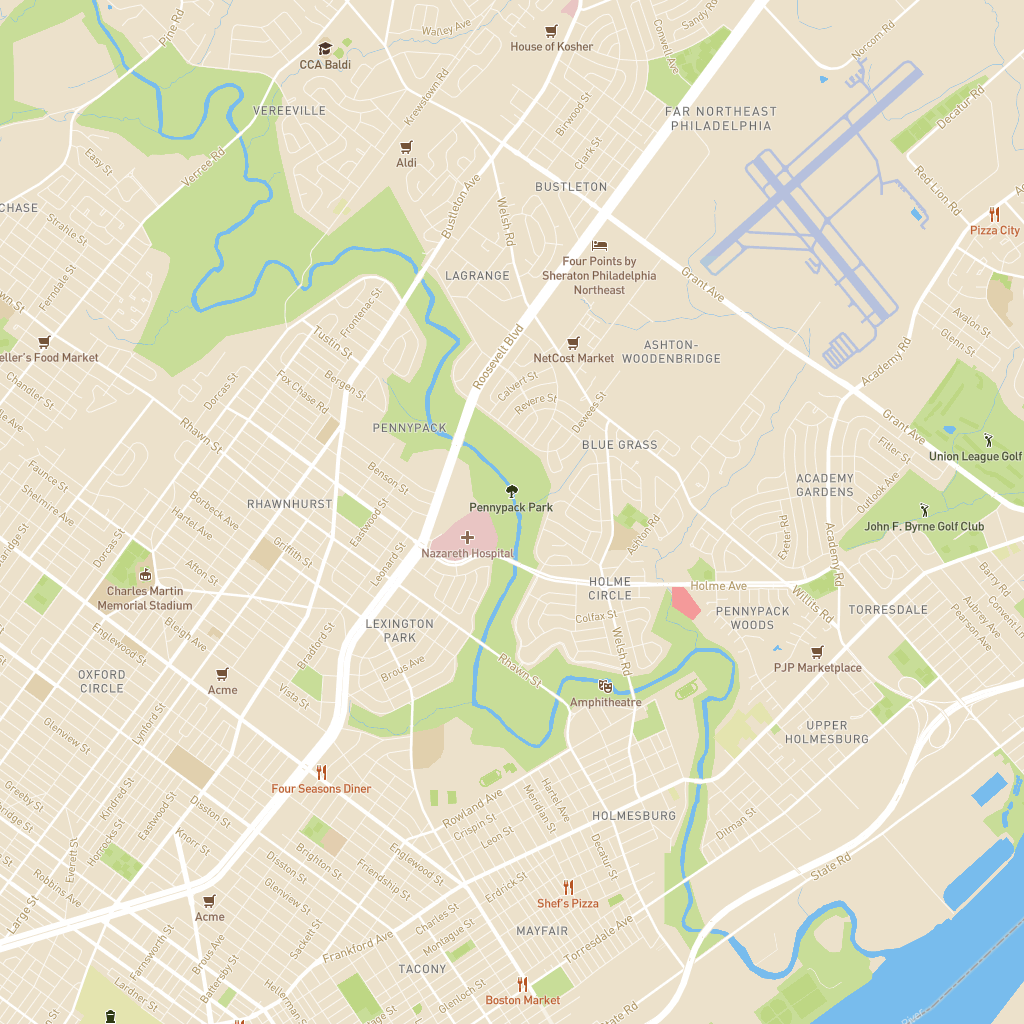 Pine Rd
Walley Ave
House of Kosher
Sandy Rd
Conwell Ave
Norcom Rd
CCA Baldi
Krewstown Rd
VEREEVILLE
Birwood St
FAR NORTHEAST
PHILADELPHIA
Decatur Rd
Aldi
Clark St
Easy St
Verree Rd
BUSTLETON
Red Lion Rd
CHASE
Strahle St
Bustleton Ave
Welsh Rd
Pizza City
Four Points by
Sheraton Philadelphia
Northeast
LAGRANGE
Grant Ave
Ferndale St
Frontenac St
Avalon St
Glenn St
Tustin St
Roosevelt Blvd
NetCost Market
ASHTON-
WOODENBRIDGE
Academy Rd
eller's Food Market
Chandler St
Dorcas St
Fox Chase Rd
Bergen St
Calvert St
Revere St
Dewees St
Rhawn St
PENNYPACK
BLUE GRASS
Grant Ave
Fitler St
Union League Golf
Faunce St
Shelmire Ave
Benson St
Pennypack Park
ACADEMY
GARDENS
Outlook Ave
Borbeck Ave
Hartel Ave
RHAWNHURST
Eastwood St
Ashton Rd
Exeter Rd
Academy Rd
John F. Byrne Golf Club
Dorcas St
Griffith St
Leonard St
Nazareth Hospital
Afton St
Charles Martin
Memorial Stadium
HOLME
CIRCLE
Holme Ave
Willits Rd
Barry Rd
Bleigh Ave
Englewood St
LEXINGTON
PARK
Colfax St
PENNYPACK
WOODS
TORRESDALE
Aubrey Ave
Pearson Ave
Convent Ln
Bradford St
Brous Ave
Welsh Rd
Rhawn St
PJP Marketplace
OXFORD
CIRCLE
Acme
Vista St
Amphitheatre
Lynford St
UPPER
HOLMESBURG
Four Seasons Diner
Greeby St
Kindred St
Eastwood St
Disston St
Rowland Ave
Hartel Ave
Meridian St
HOLMESBURG
Crispin St
Ditman St
Knorr St
Leon St
Decatur St
Everett St
Horrocks St
Brighton St
Englewood St
Disston St
Friendship St
State Rd
Robbins Ave
Glenview St
Erdrick St
Shef's Pizza
Large St
Acme
Charles St
Sackett St
Montague St
Torresdale Ave
MAYFAIR
Frankford Ave
Farnsworth St
Brous Ave
Battersby St
TACONY
Lardner St
Hellerman St
Glenloch St
Boston Market
State Rd